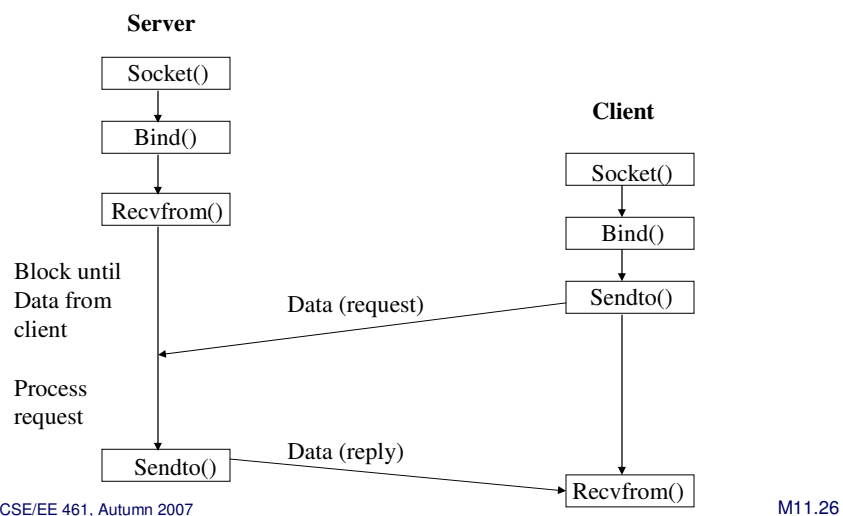 Server
Socket()
Bind()
Recvfrom()
Block until
Data from
client
Process
request
Sendto()
Client
Socket()
Bind()
Sendto()
Data (request)
Data (reply)
Recvfrom()
CSE/EE 461, Autumn 2007
M11.26